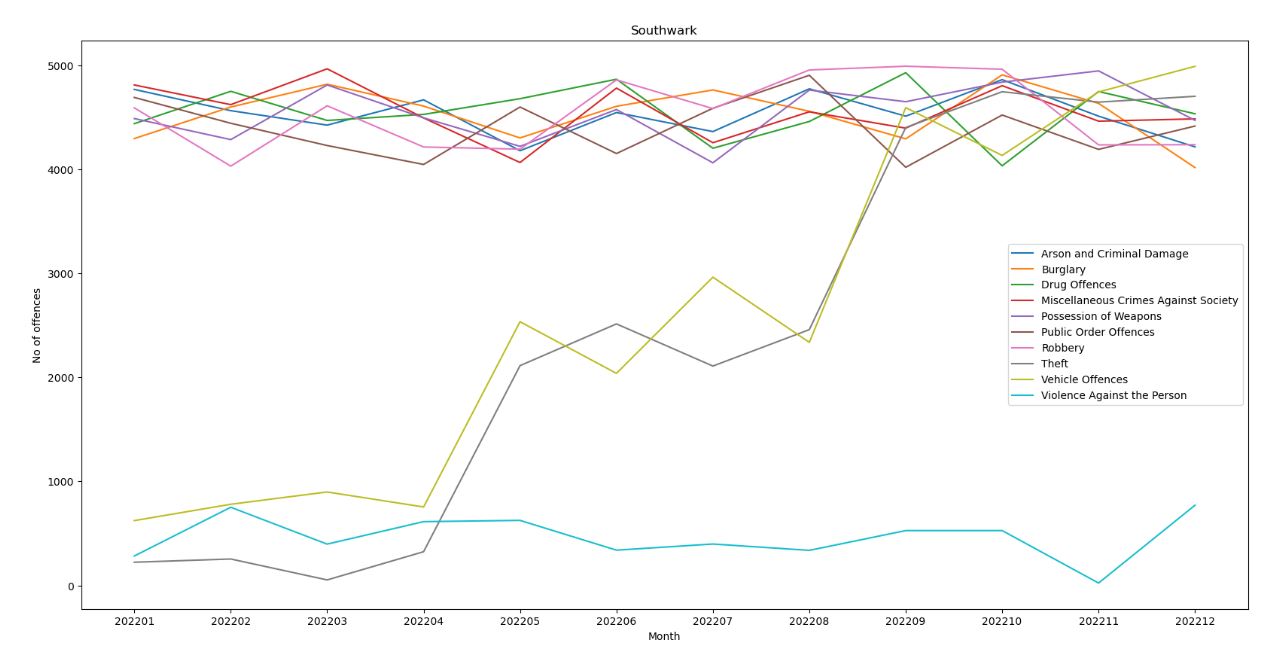 Southwark
No of offences
5000
4000
3000
2000
1000
0
Arson and Criminal Damage
Burglary
Drug Offences
Miscellaneous Crimes Against Society
Possession of Weapons
Public Order Offences
Robbery
Theft
Vehicle Offences
Violence Against the Person
202201 202202 202203 202204 202205 202206 202207 202208 202209 202210 202211 202212
Month